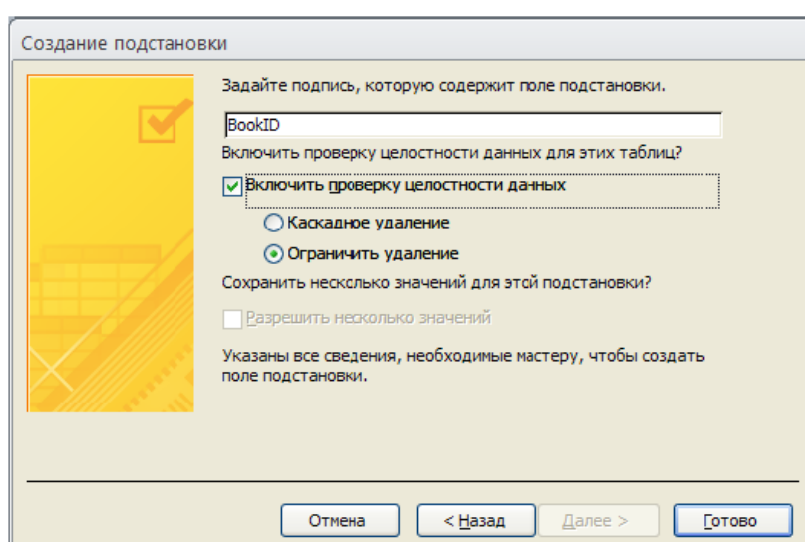 Создание подстановки
Задайте подпись, которую содержит поле подстановки.
BookID
Включить проверку целостности данных для этих таблиц?
Включить проверку целостности данных
Каскадное удаление
Ограничить удаление
Сохранить несколько значений для этой подстановки?
Разрешить несколько значений
Указаны все сведения, необходимые мастеру, чтобы создать
поле подстановки.
Отмена
< Назад
Далее >
Готово